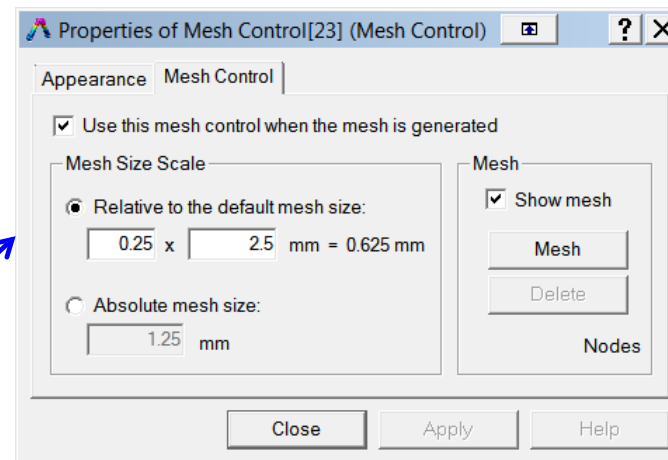 Properties of Mesh Control[23] (Mesh Control) ? X
Appearance Mesh Control
Use this mesh control when the mesh is generated
Mesh Size Scale
Relative to the default mesh size:
0.25 x 2.5 mm = 0.625 mm
Absolute mesh size:
1.25 mm
Mesh
Show mesh
Mesh
Delete
Nodes
Close Apply Help